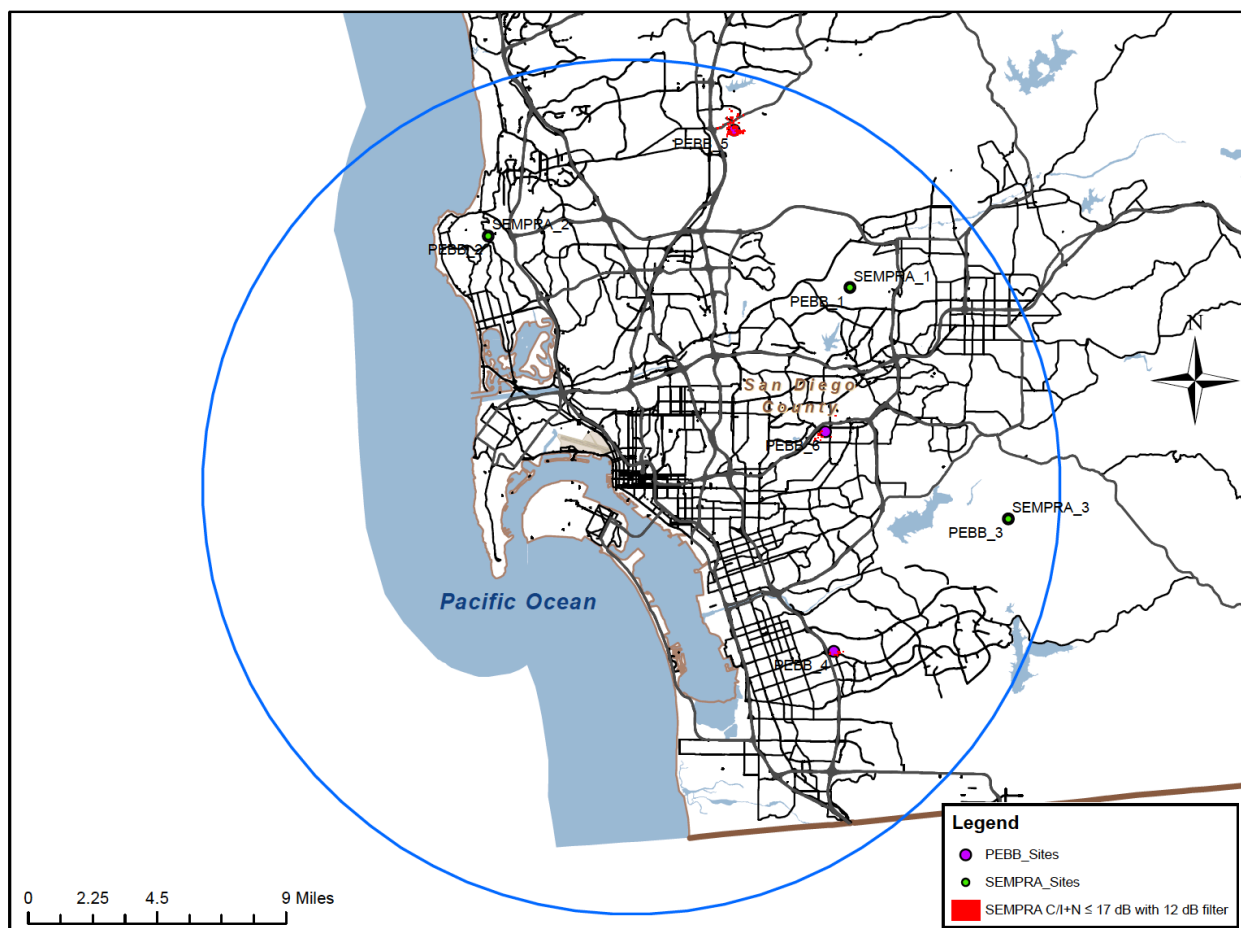 PEBB_5
SEMPRA_2
PEBB_2
SEMPRA_1
PEBB_1
N
San Diego
County
PEBB_6
SEMPRA_3
PEBB_3
Pacific Ocean
PEBB_4
Legend
PEBB_Sites
SEMPRA_Sites
SEMPRA C/I+N ≤ 17 dB with 12 dB filter
0 2.25 4.5 9 Miles